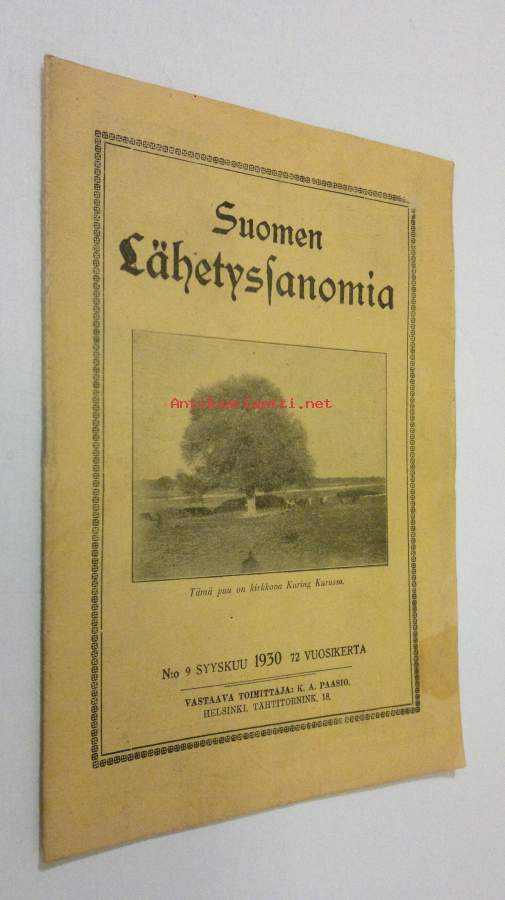 Suomen
Lähetysſanomia
Antikvariaatti.net
Tämä puu on kirkkona Kuring Kurussa.
N:o 9 SYYSKUU 1930 72 VUOSIKERTA
VASTAAVA TOIMITTAJA: K. A. PAASIO.
HELSINKI, TÄHTITORNINK. 18.